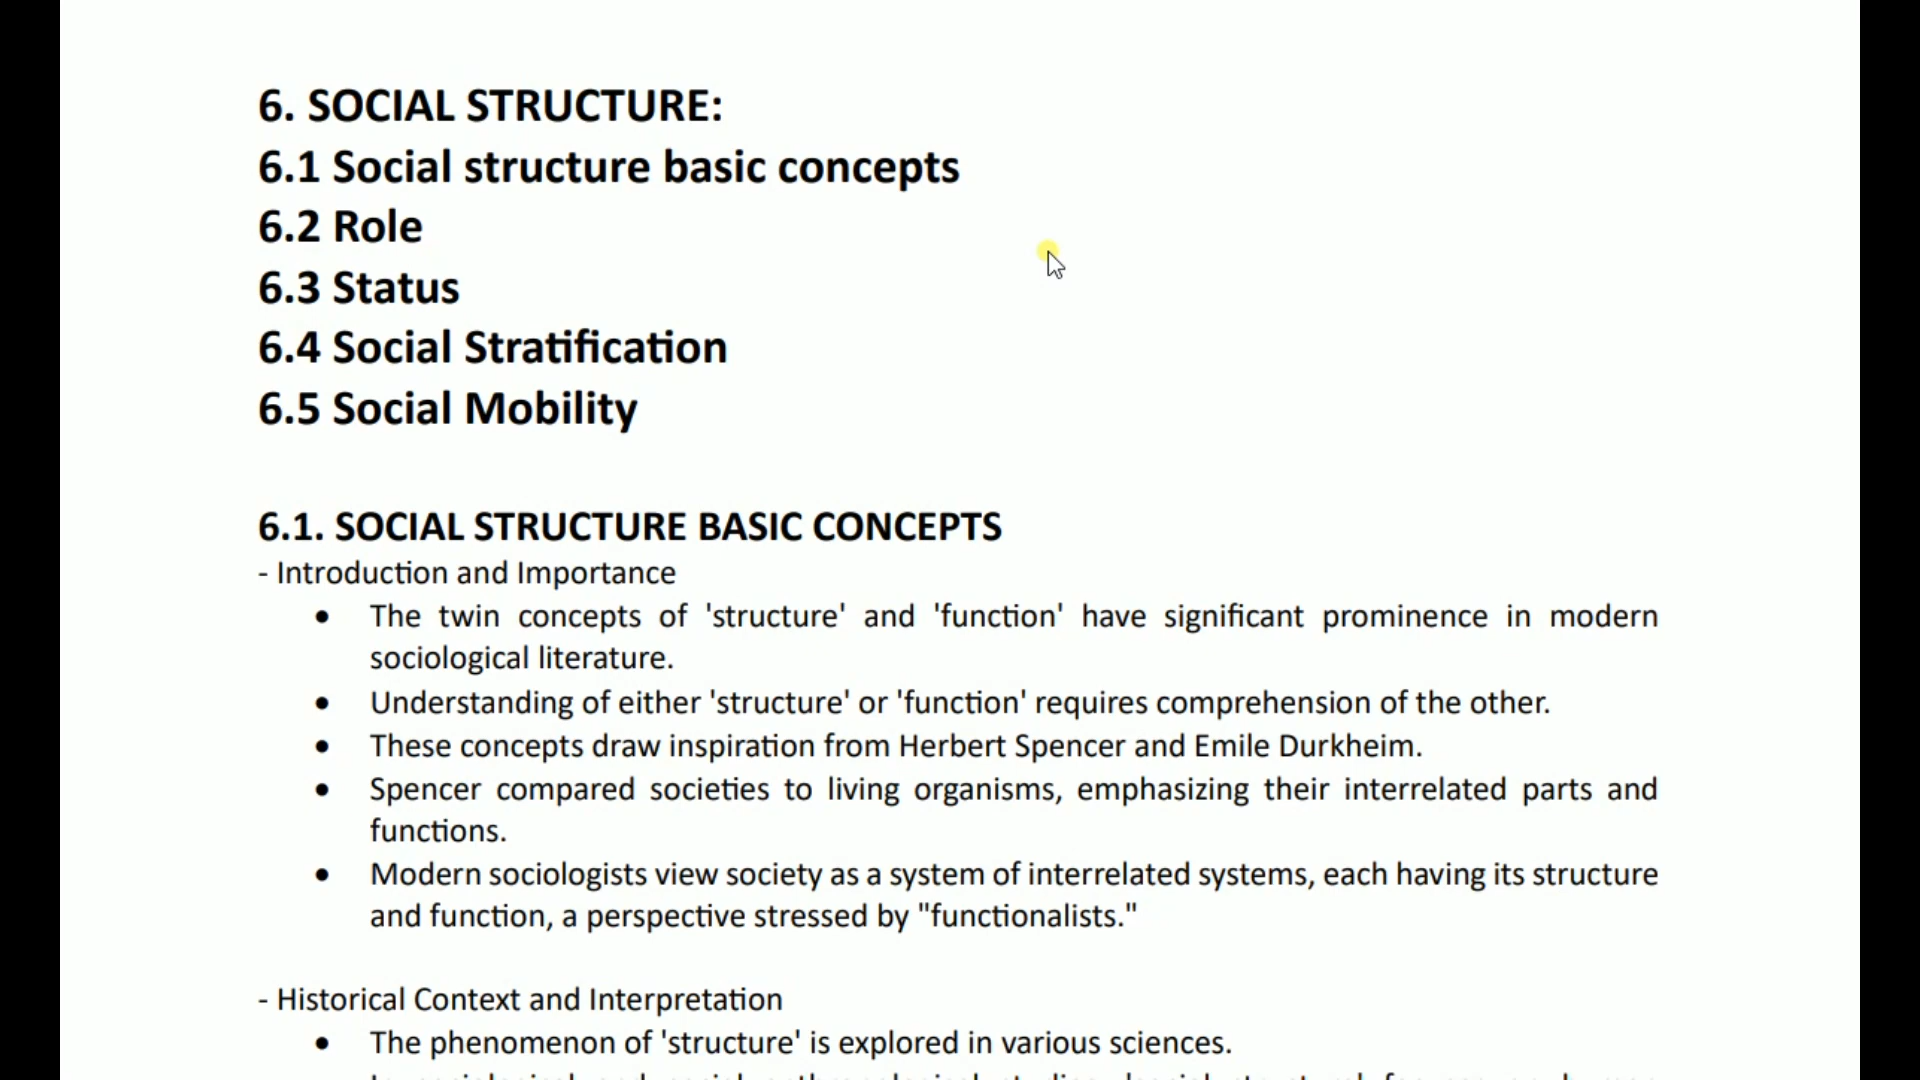 6. SOCIAL STRUCTURE:
6.1 Social structure basic concepts
6.2 Role
6.3 Status
6.4 Social Stratification
6.5 Social Mobility
6.1. SOCIAL STRUCTURE BASIC CONCEPTS
- Introduction and Importance
• The twin concepts of 'structure' and 'function' have significant prominence in modern
sociological literature.
• Understanding of either 'structure' or 'function' requires comprehension of the other.
• These concepts draw inspiration from Herbert Spencer and Emile Durkheim.
• Spencer compared societies to living organisms, emphasizing their interrelated parts and
functions.
• Modern sociologists view society as a system of interrelated systems, each having its structure
and function, a perspective stressed by "functionalists."
- Historical Context and Interpretation
• The phenomenon of 'structure' is explored in various sciences.